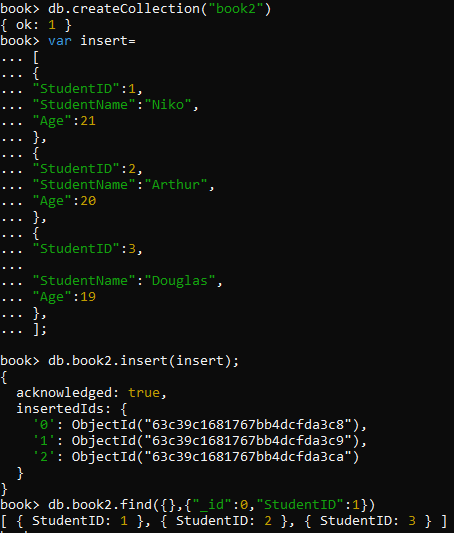 book> db.createCollection("book2")
{ ok: 1 }
book> var insert=
... [
... {
... "StudentID":1,
... "StudentName":"Niko",
... "Age":21
... },
... {
... "StudentID":2,
... "StudentName":"Arthur",
... "Age":20
... },
... {
... "StudentID":3,
...
... "StudentName":"Douglas",
... "Age":19
... },
... ];
book> db.book2.insert(insert);
{
  acknowledged: true,
  insertedIds: {
    '0': ObjectId("63c39c1681767bb4dcfda3c8"),
    '1': ObjectId("63c39c1681767bb4dcfda3c9"),
    '2': ObjectId("63c39c1681767bb4dcfda3ca")
  }
}
book> db.book2.find({},{"_id":0,"StudentID":1})
[ { StudentID: 1 }, { StudentID: 2 }, { StudentID: 3 } ]